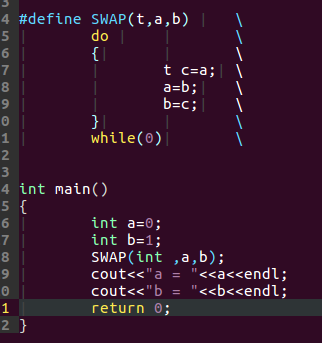 3
4 #define SWAP(t,a,b) \
5 do \
6 { \
7 t c=a; \
8 a=b; \
9 b=c; \
0 } \
1 while(0) \
2
3
4 int main()
5 {
6 int a=0;
7 int b=1;
8 SWAP(int ,a,b);
9 cout<<"a = "<<a<<endl;
0 cout<<"b = "<<b<<endl;
1 return 0;
2 }